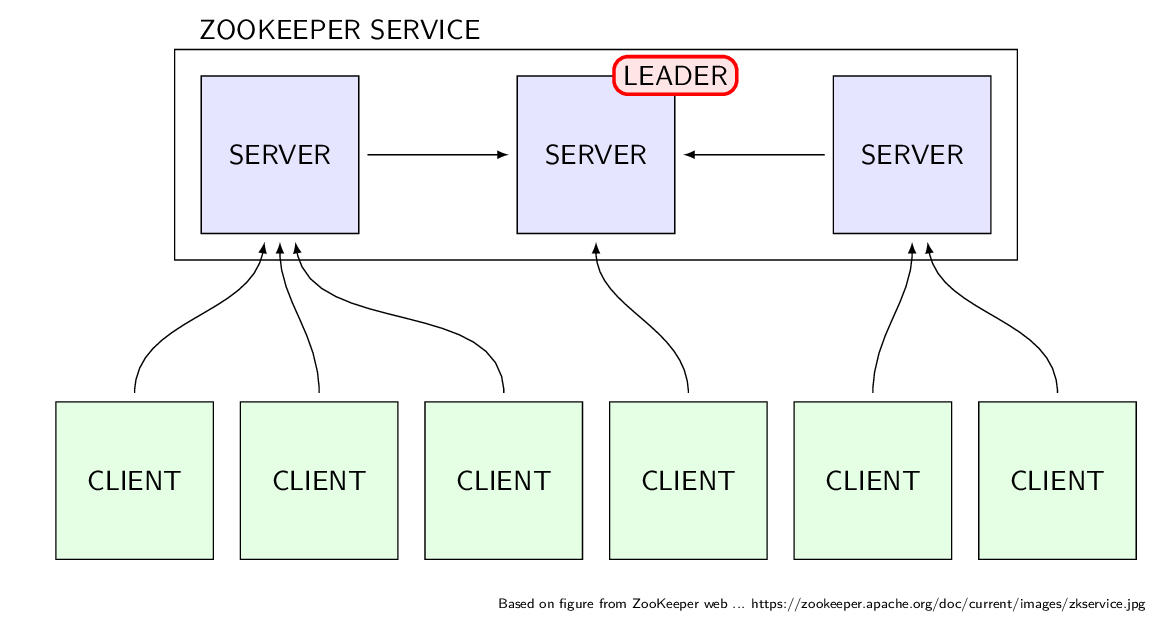 ZOOKEEPER SERVICE
LEADER
SERVER
SERVER
SERVER
CLIENT
CLIENT
CLIENT
CLIENT
CLIENT
CLIENT
Based on figure from ZooKeeper web ... https://zookeeper.apache.org/doc/current/images/zkservice.jpg